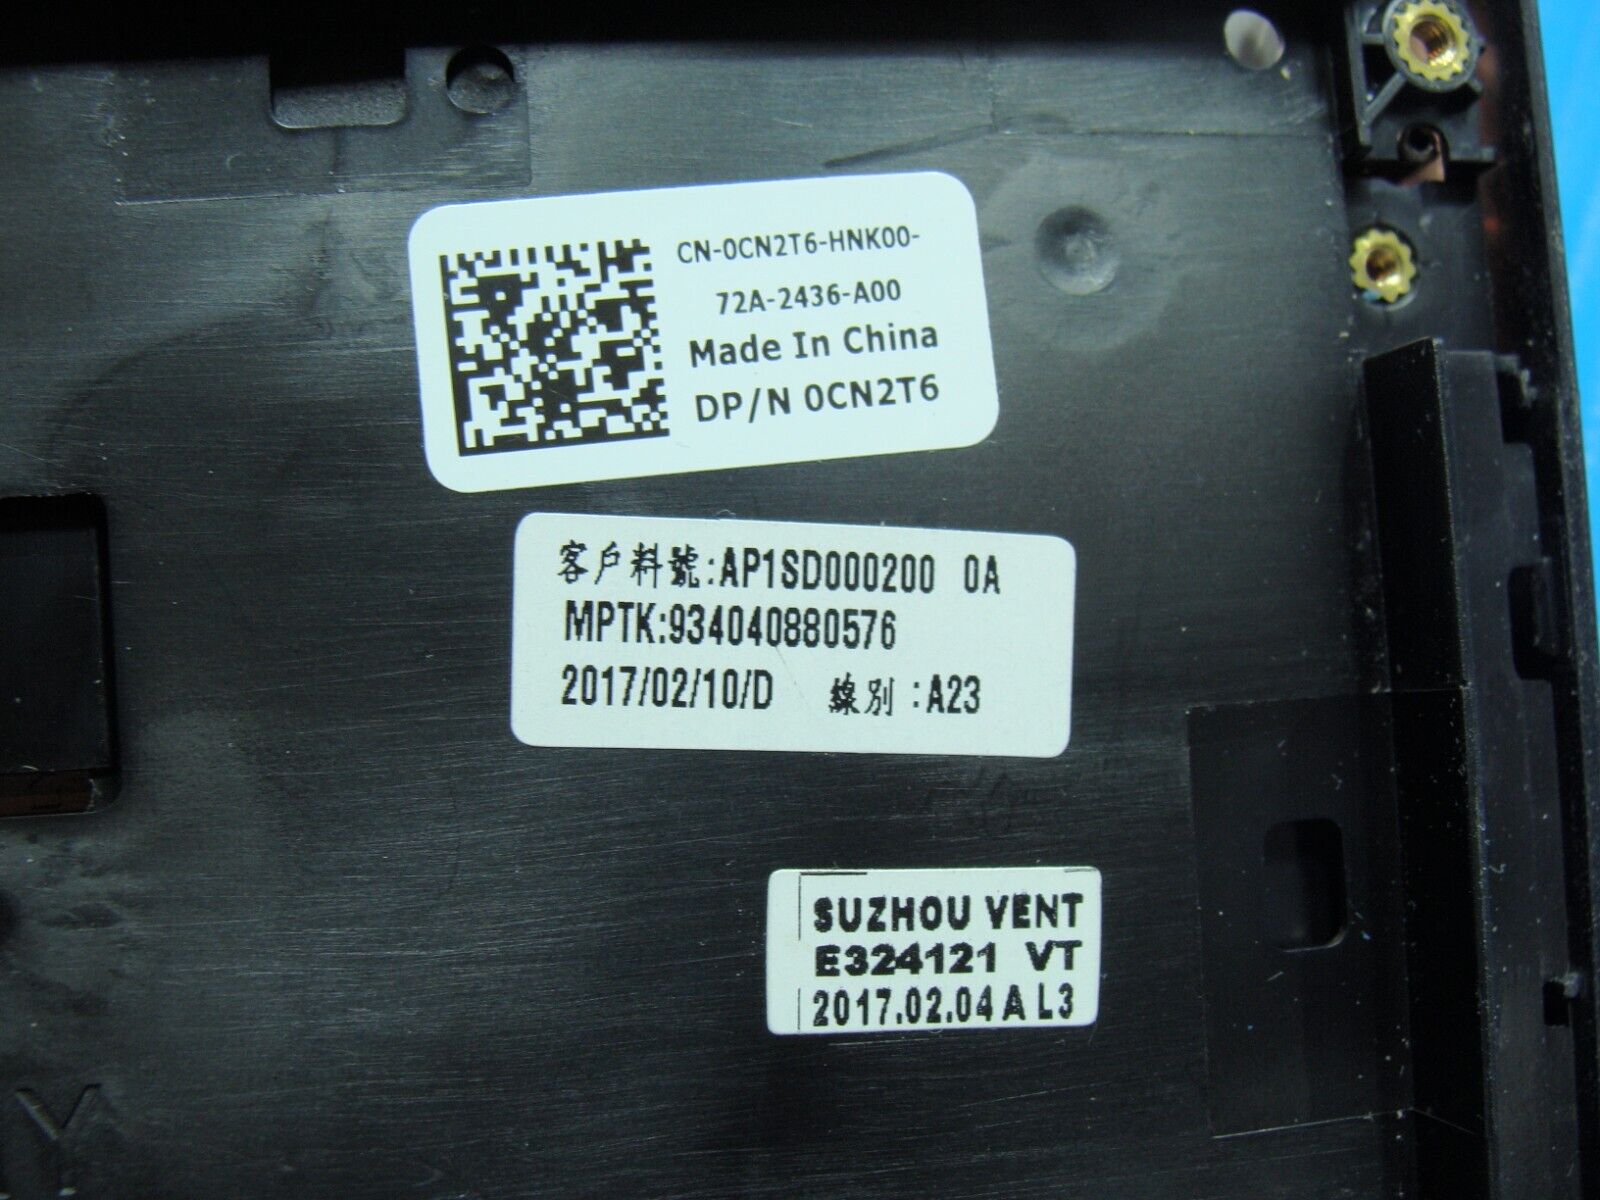 CN-0CN2T6-HNK00-
72A-2436-A00
Made In China
DP/N 0CN2T6
客戶料號:AP1SD000200 0A
MPTK:934040880576
2017/02/10/D 線別:A23
SUZHOU VENT
E324121 VT
2017.02.04 A L3
Y